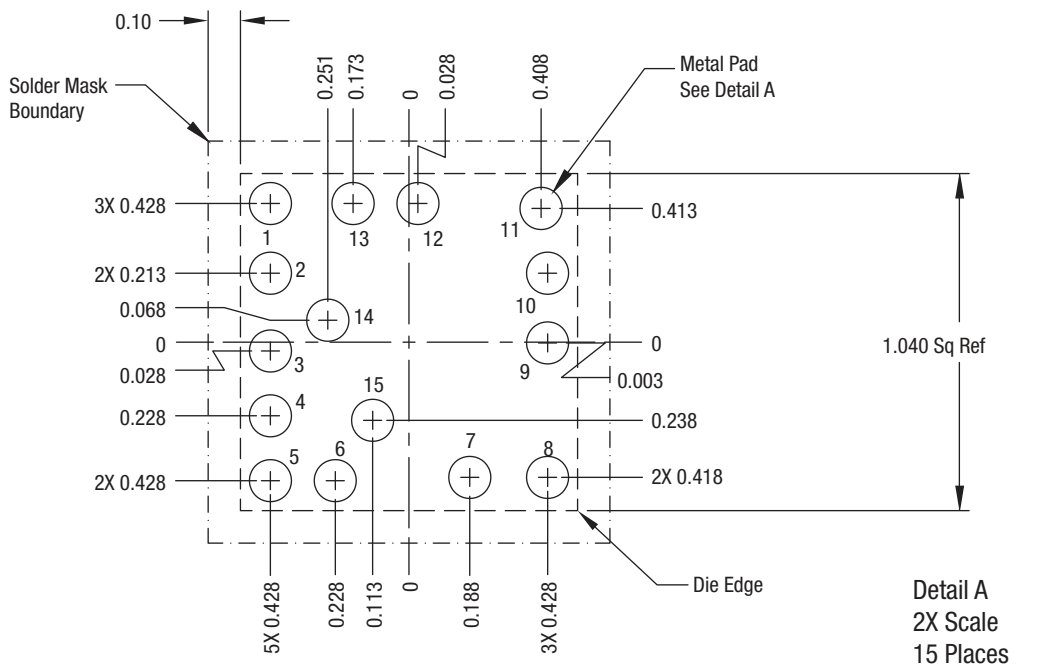 0.10
Solder Mask
Boundary
0.251
0.173
0
0.028
0.408
Metal Pad
See Detail A
3X 0.428
1
13
12
11
0.413
2X 0.213
2
10
0.068
14
0
3
9
0
1.040 Sq Ref
0.028
0.003
15
0.228
4
0.238
5
6
7
8
2X 0.428
2X 0.418
5X 0.428
0.228
0.113
0
0.188
3X 0.428
Die Edge
Detail A
2X Scale
15 Places